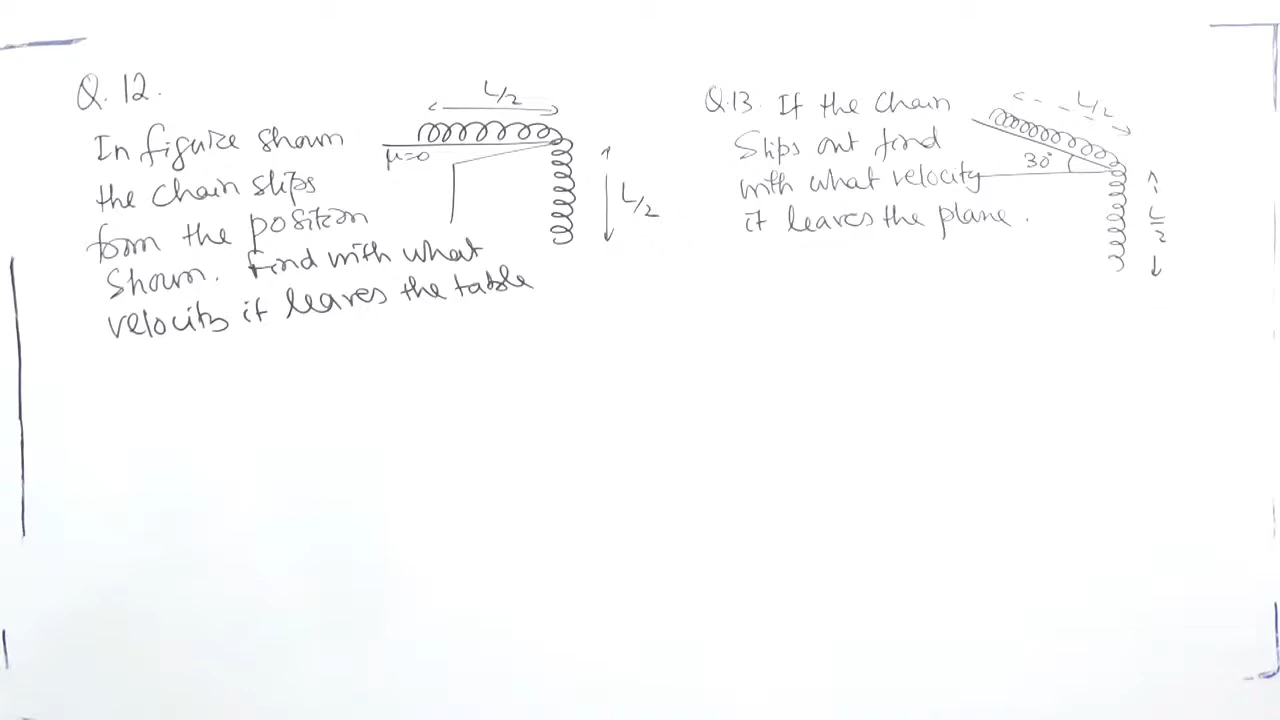 Q. 12.
In figure shown
the chain slips
from the position
shown. find with what
velocity it leaves the table
L/2
μ=0
L/2
Q.13. If the chain
slips out find
with what velocity
it leaves the plane.
L/2
30°
L/2